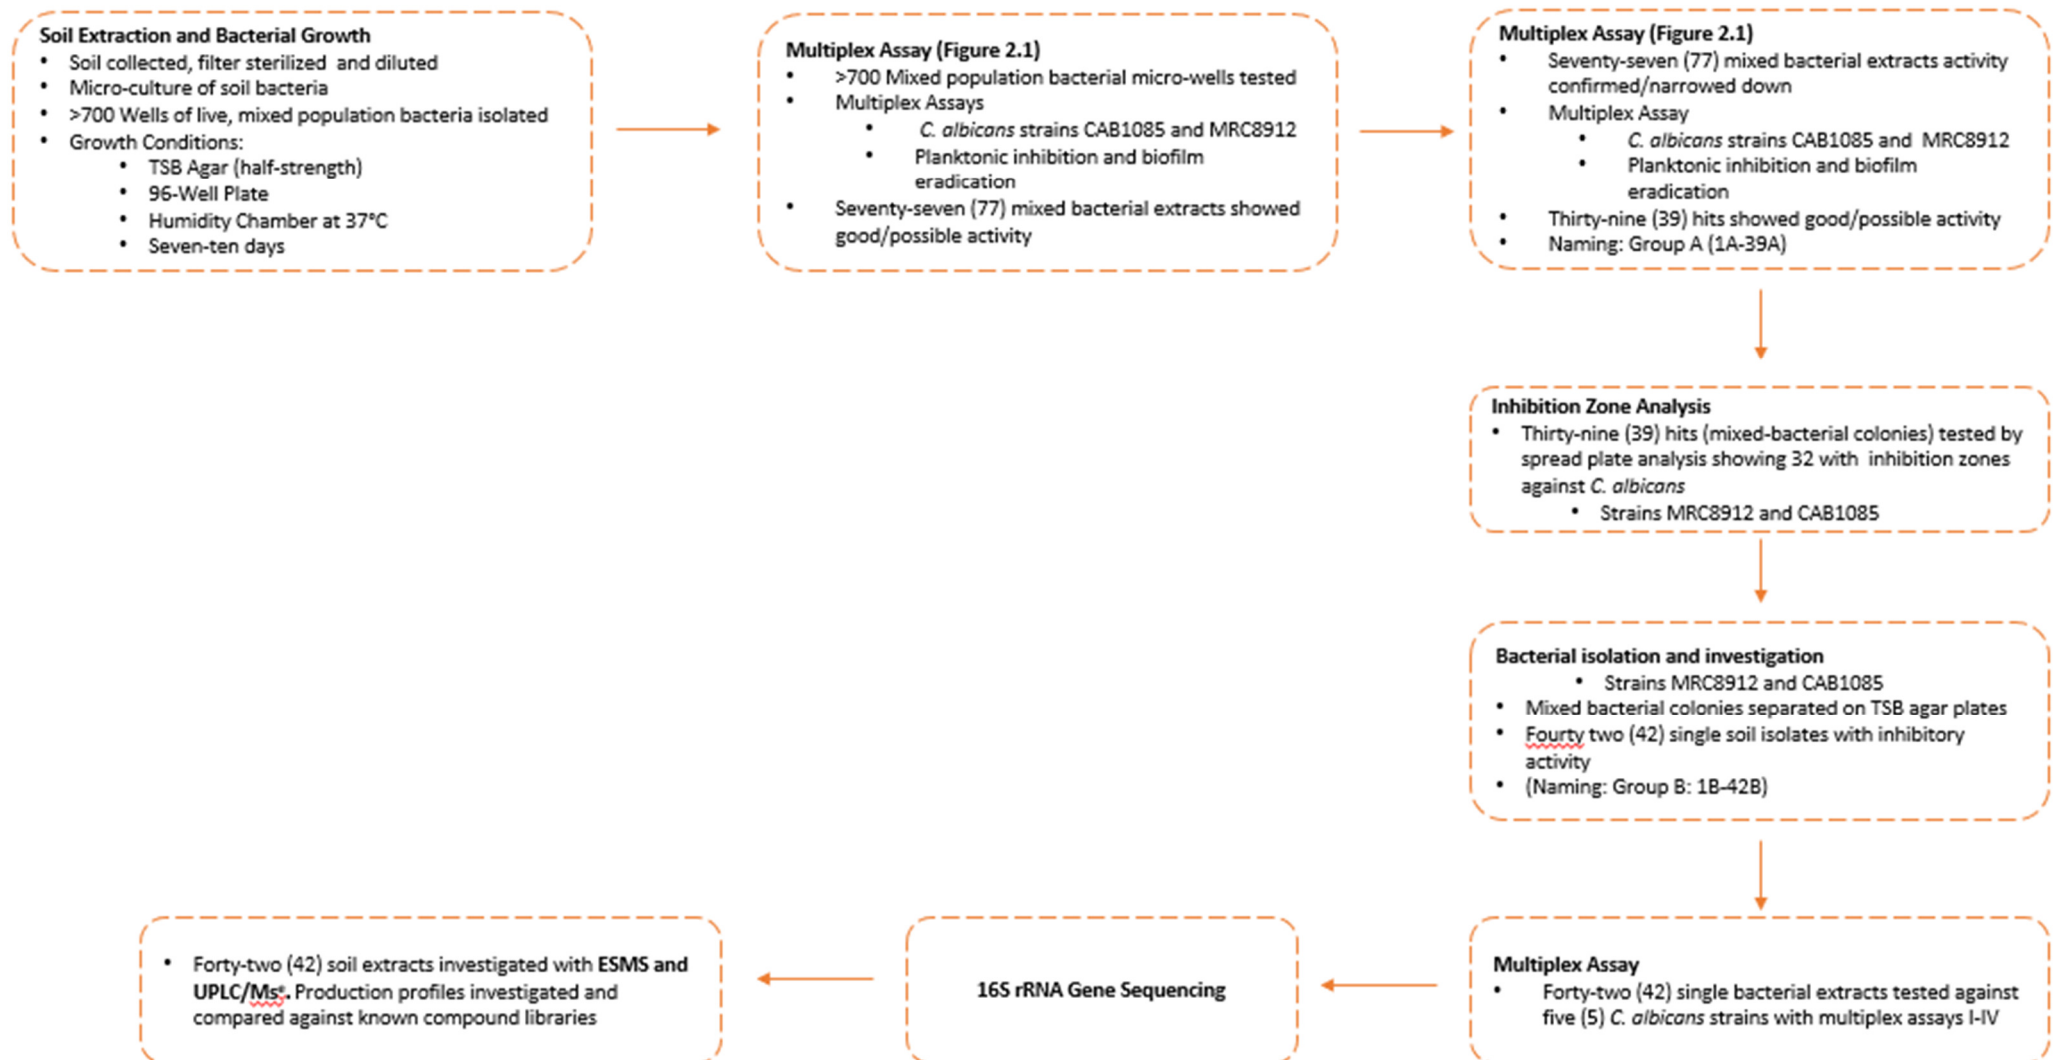 Soil Extraction and Bacterial Growth
• Soil collected, filter sterilized and diluted
• Micro-culture of soil bacteria
• >700 Wells of live, mixed population bacteria isolated
• Growth Conditions:
• TSB Agar (half-strength)
• 96-Well Plate
• Humidity Chamber at 37°C
• Seven-ten days
Multiplex Assay (Figure 2.1)
• >700 Mixed population bacterial micro-wells tested
• Multiplex Assays
• C. albicans strains CAB1085 and MRC8912
• Planktonic inhibition and biofilm
eradication
• Seventy-seven (77) mixed bacterial extracts showed
good/possible activity
Multiplex Assay (Figure 2.1)
• Seventy-seven (77) mixed bacterial extracts activity
confirmed/narrowed down
• Multiplex Assay
• C. albicans strains CAB1085 and MRC8912
• Planktonic inhibition and biofilm
eradication
• Thirty-nine (39) hits showed good/possible activity
• Naming: Group A (1A-39A)
Inhibition Zone Analysis
• Thirty-nine (39) hits (mixed-bacterial colonies) tested by
spread plate analysis showing 32 with inhibition zones
against C. albicans
• Strains MRC8912 and CAB1085
Bacterial isolation and investigation
• Strains MRC8912 and CAB1085
• Mixed bacterial colonies separated on TSB agar plates
• Fourty two (42) single soil isolates with inhibitory
activity
• (Naming: Group B: 1B-42B)
Multiplex Assay
• Forty-two (42) single bacterial extracts tested against
five (5) C. albicans strains with multiplex assays I-IV
16S rRNA Gene Sequencing
• Forty-two (42) soil extracts investigated with ESMS and
UPLC/Msᵉ. Production profiles investigated and
compared against known compound libraries